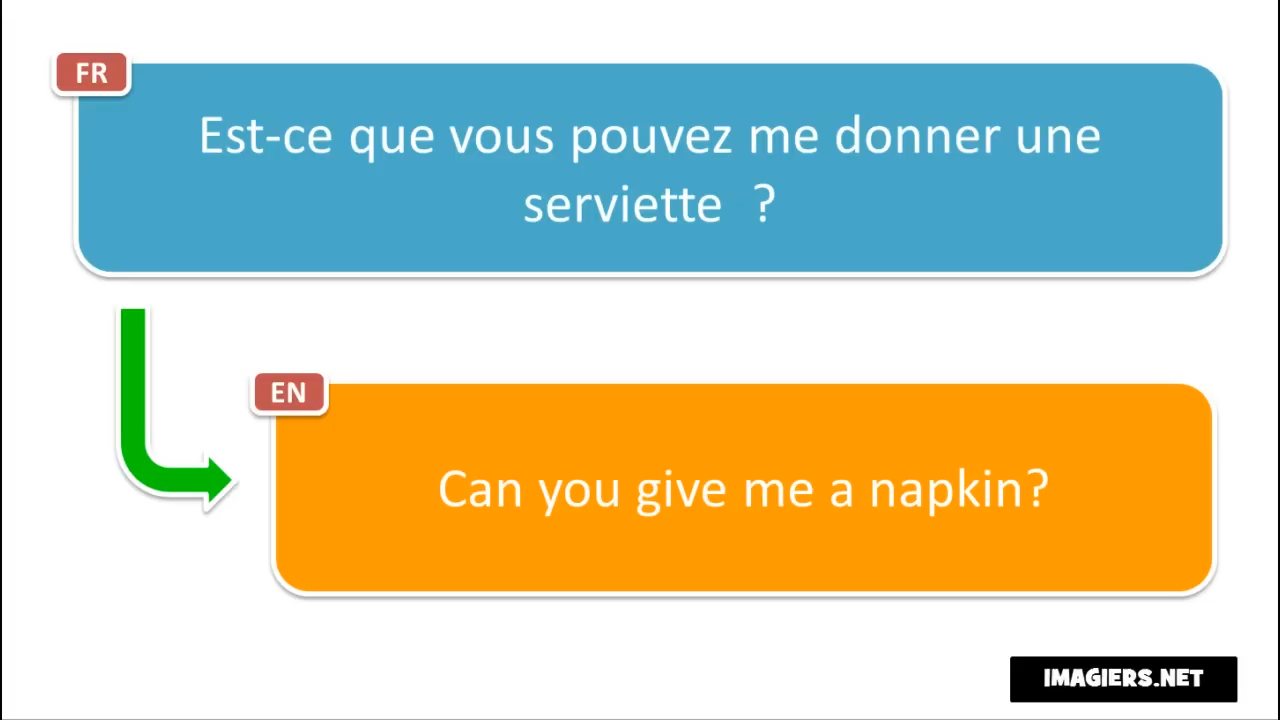 FR
Est-ce que vous pouvez me donner une
serviette  ?
EN
Can you give me a napkin?
IMAGIERS.NET